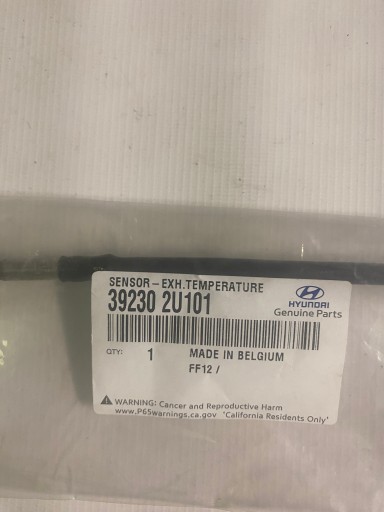 SENSOR-EXH.TEMPERATURE
39230 2U101
HYUNDAI
Genuine Parts
QTY: 1 MADE IN BELGIUM
FF12 /
WARNING: Cancer and Reproductive Harm
www.P65warnings.ca.gov "California Residents Only"